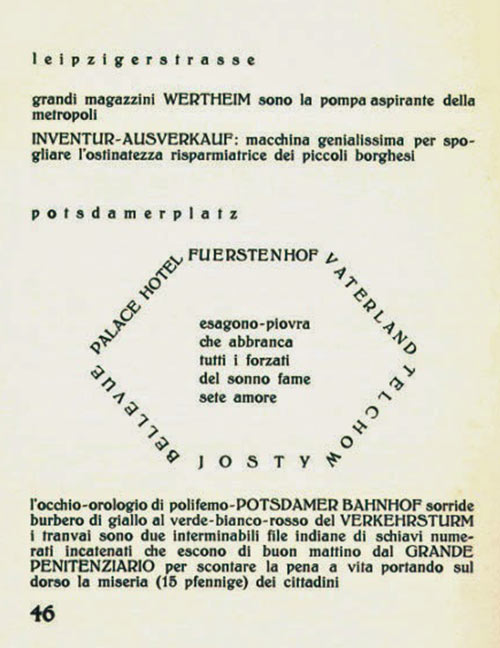 leipzigerstrasse
grandi magazzini WERTHEIM sono la pompa aspirante della
metropoli
INVENTUR-AUSVERKAUF: macchina genialissima per spo-
gliare l'ostinatezza risparmiatrice dei piccoli borghesi
potsdamerplatz
PALACE HOTEL
FUERSTENHOF
VATERLAND
TELCHOW
JOSTY
BELLEVUE
esagono-piovra
che abbranca
tutti i forzati
del sonno fame
sete amore
l'occhio-orologio di polifemo-POTSDAMER BAHNHOF sorride
burbero di giallo al verde-bianco-rosso del VERKEHRSTURM
i tranvai sono due interminabili file indiane di schiavi nume-
rati incatenati che escono di buon mattino dal GRANDE
PENITENZIARIO per scontare la pena a vita portando sul
dorso la miseria (15 pfennige) dei cittadini
46